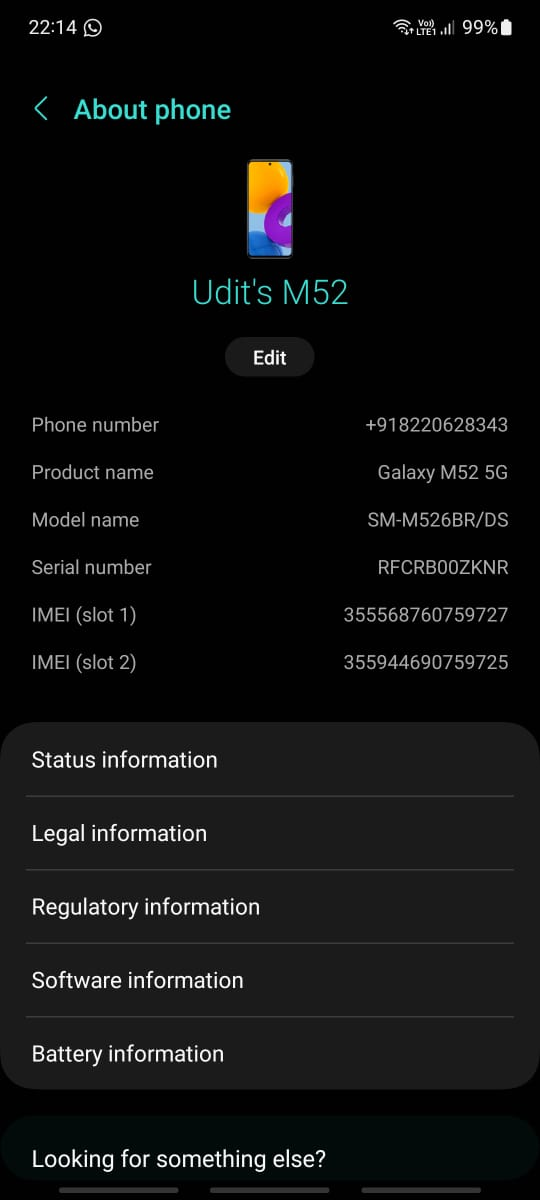 22:14 Vo) LTE1 99%
About phone
Udit's M52
Edit
Phone number +918220628343
Product name Galaxy M52 5G
Model name SM-M526BR/DS
Serial number RFCRB00ZKNR
IMEI (slot 1) 355568760759727
IMEI (slot 2) 355944690759725
Status information
Legal information
Regulatory information
Software information
Battery information
Looking for something else?